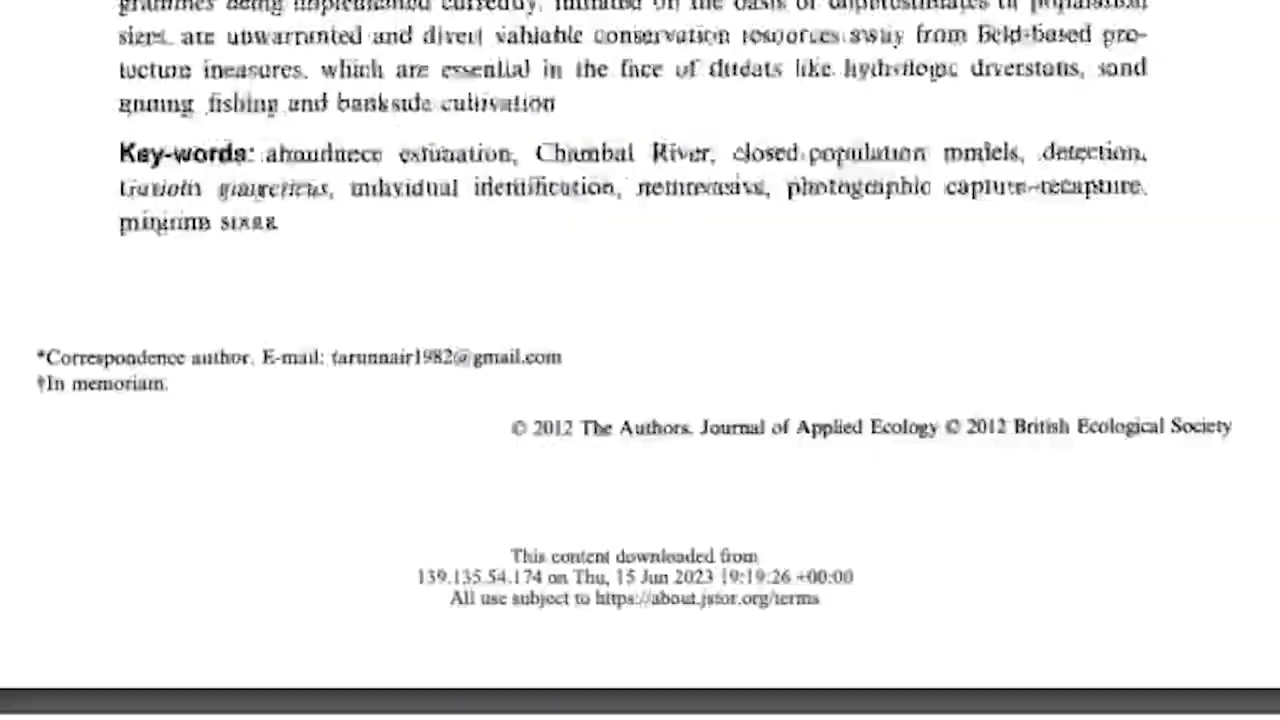 are unwarranted and divert valuable conservation resources away from field-based pro-
measures, which are essential in the face of threats like hydrologic diversions, sand
mining, fishing and bankside cultivation
Key-words: abundance estimation, Chambal River, closed population models, detection,
individual identification, noninvasive, photographic capture–recapture,
*Correspondence author. E-mail: tarunnair1982@gmail.com
†In memoriam.
© 2012 The Authors. Journal of Applied Ecology © 2012 British Ecological Society
This content downloaded from
139.135.54.174 on Thu, 15 Jun 2023 19:19:26 +00:00
All use subject to https://about.jstor.org/terms